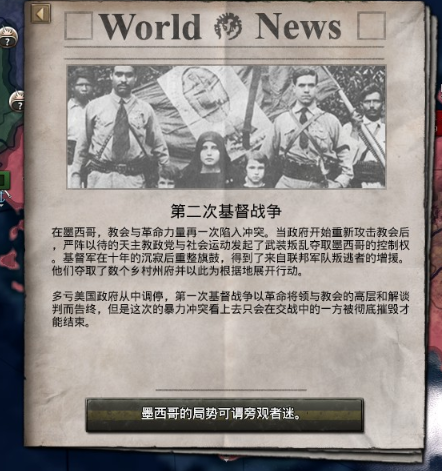 World News
第二次基督战争
在墨西哥，教会与革命力量再一次陷入冲突。当政府开始重新攻击教会后
，严阵以待的天主教政党与社会运动发起了武装叛乱夺取墨西哥的控制权
。基督军在十年的沉寂后重整旗鼓，得到了来自联邦军队叛逃者的增援。
他们夺取了数个乡村州府并以此为根据地展开行动。
多亏美国政府从中调停，第一次基督战争以革命将领与教会的高层和解谈
判而告终，但是这次的暴力冲突看上去只会在交战中的一方被彻底摧毁才
能结束。
墨西哥的局势可谓旁观者迷。
?
?